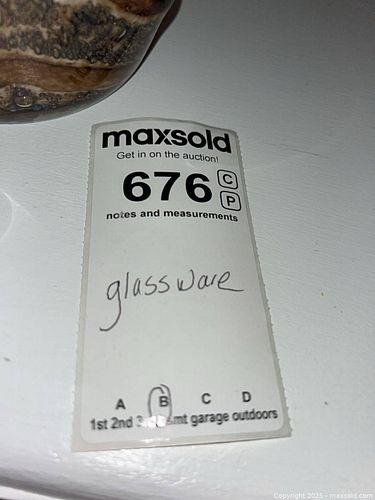 maxsold
Get in on the auction!
676 C
P
notes and measurements
glassware
A B C D
1st 2nd garage outdoors
Copyright 2025 - maxsold.com